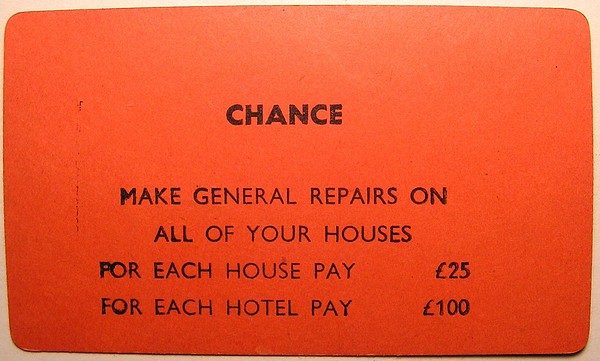 CHANCE
MAKE GENERAL REPAIRS ON
ALL OF YOUR HOUSES
FOR EACH HOUSE PAY £25
FOR EACH HOTEL PAY £100